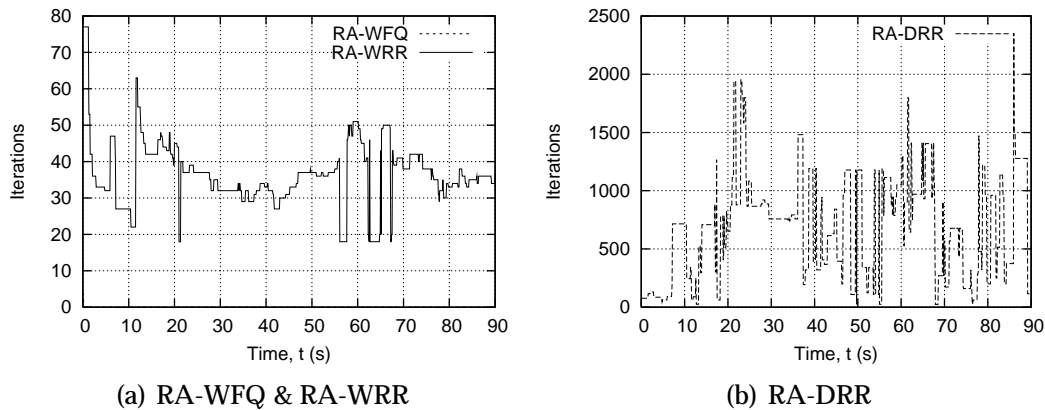 80
70
60
50
40
30
20
10
0
Iterations
RA-WFQ
RA-WRR
0 10 20 30 40 50 60 70 80 90
Time, t (s)
(a) RA-WFQ & RA-WRR
2500
2000
1500
1000
500
0
Iterations
RA-DRR
0 10 20 30 40 50 60 70 80 90
Time, t (s)
(b) RA-DRR